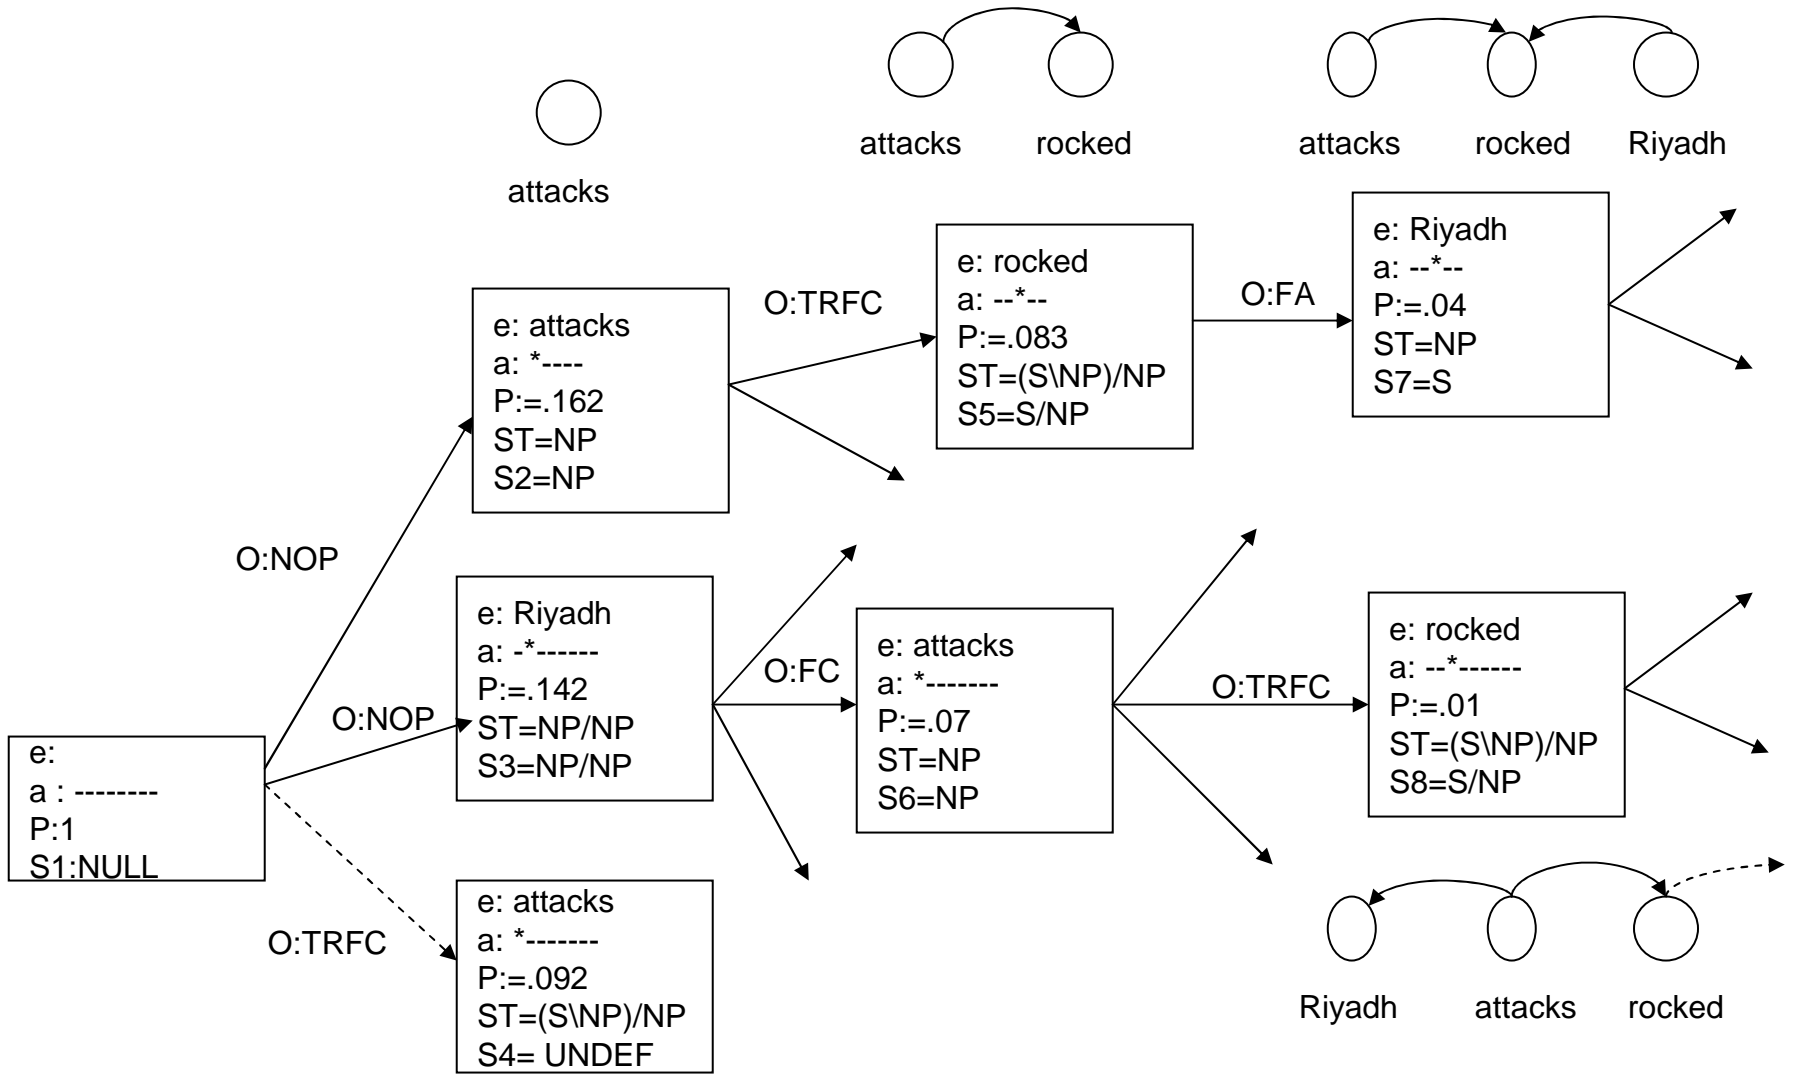 attacks rocked
attacks rocked Riyadh
attacks
e: attacks
a: *----
P:=.162
ST=NP
S2=NP
O:TRFC
e: rocked
a: --*--
P:=.083
ST=(S\NP)/NP
S5=S/NP
O:FA
e: Riyadh
a: --*--
P:=.04
ST=NP
S7=S
O:NOP
O:NOP
e:
a : --------
P:1
S1:NULL
e: Riyadh
a: -*------
P:=.142
ST=NP/NP
S3=NP/NP
O:FC
e: attacks
a: *-------
P:=.07
ST=NP
S6=NP
O:TRFC
e: rocked
a: --*------
P:=.01
ST=(S\NP)/NP
S8=S/NP
O:TRFC
e: attacks
a: *-------
P:=.092
ST=(S\NP)/NP
S4= UNDEF
Riyadh attacks rocked